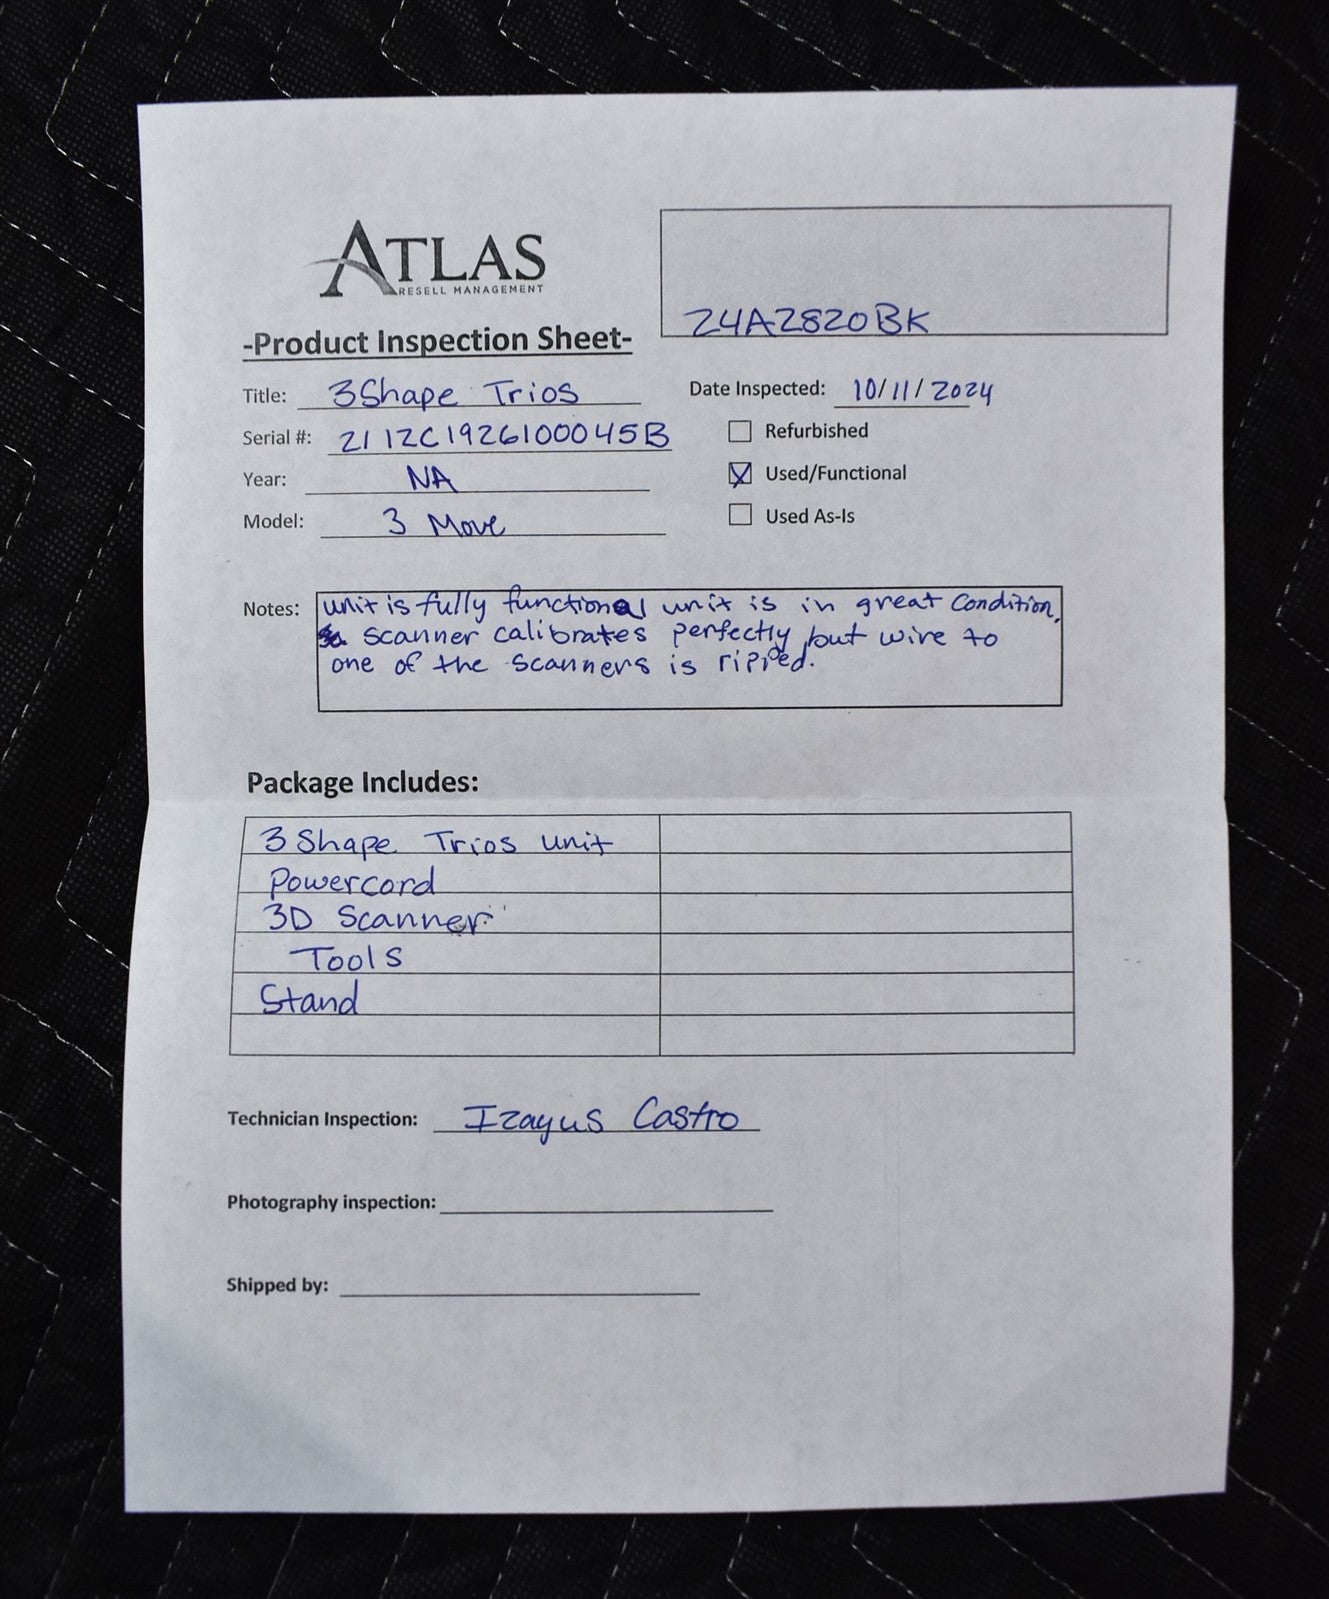 ATLAS
RESELL MANAGEMENT
24A2820BK
-Product Inspection Sheet-
Title: 3Shape Trios
Date Inspected: 10/11/2024
Serial #: 2112C1926100045B
Refurbished
Used/Functional
Year: NA
Model: 3 Move
Used As-Is
Notes: unit is fully functional unit is in great condition,
scanner calibrates perfectly, but wire to
one of the scanners is ripped.
Package Includes:
3Shape Trios unit
Powercord
3D Scanner
Tools
Stand
Technician Inspection: Izayus Castro
Photography inspection:
Shipped by: